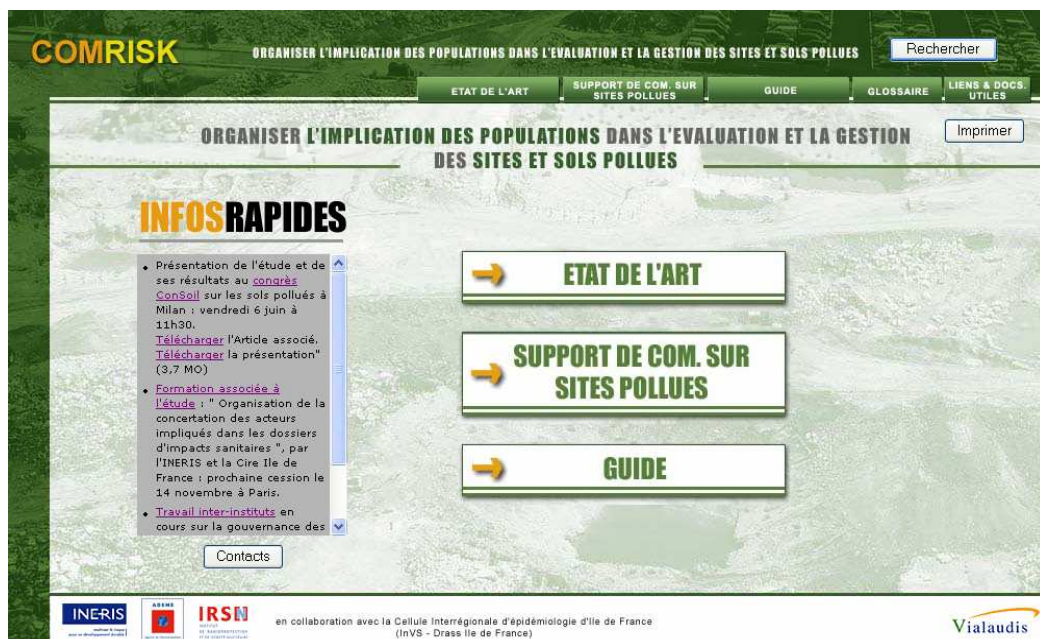 COMRISK
ORGANISER L'IMPLICATION DES POPULATIONS DANS L'EVALUATION ET LA GESTION DES SITES ET SOLS POLLUES
Rechercher
ETAT DE L'ART
SUPPORT DE COM. SUR
SITES POLLUES
GUIDE
GLOSSAIRE
LIENS & DOCS.
UTILES
ORGANISER L'IMPLICATION DES POPULATIONS DANS L'EVALUATION ET LA GESTION
DES SITES ET SOLS POLLUES
Imprimer
INFOSRAPIDES
• Présentation de l'étude et de
ses résultats au congrès
ConSoil sur les sols pollués à
Milan : vendredi 6 juin à
11h30.
Télécharger l'Article associé.
Télécharger la présentation"
(3,7 MO)
• Formation associée à
l'étude : " Organisation de la
concertation des acteurs
impliqués dans les dossiers
d'impacts sanitaires ", par
l'INERIS et la Cire Ile de
France : prochaine cession le
14 novembre à Paris.
• Travail inter-instituts en
cours sur la gouvernance des
Contacts
ETAT DE L'ART
SUPPORT DE COM. SUR
SITES POLLUES
GUIDE
INERIS
ADEME
IRSN
en collaboration avec la Cellule Interrégionale d'épidémiologie d'Ile de France
(InVS - Drass Ile de France)
Vialaudis